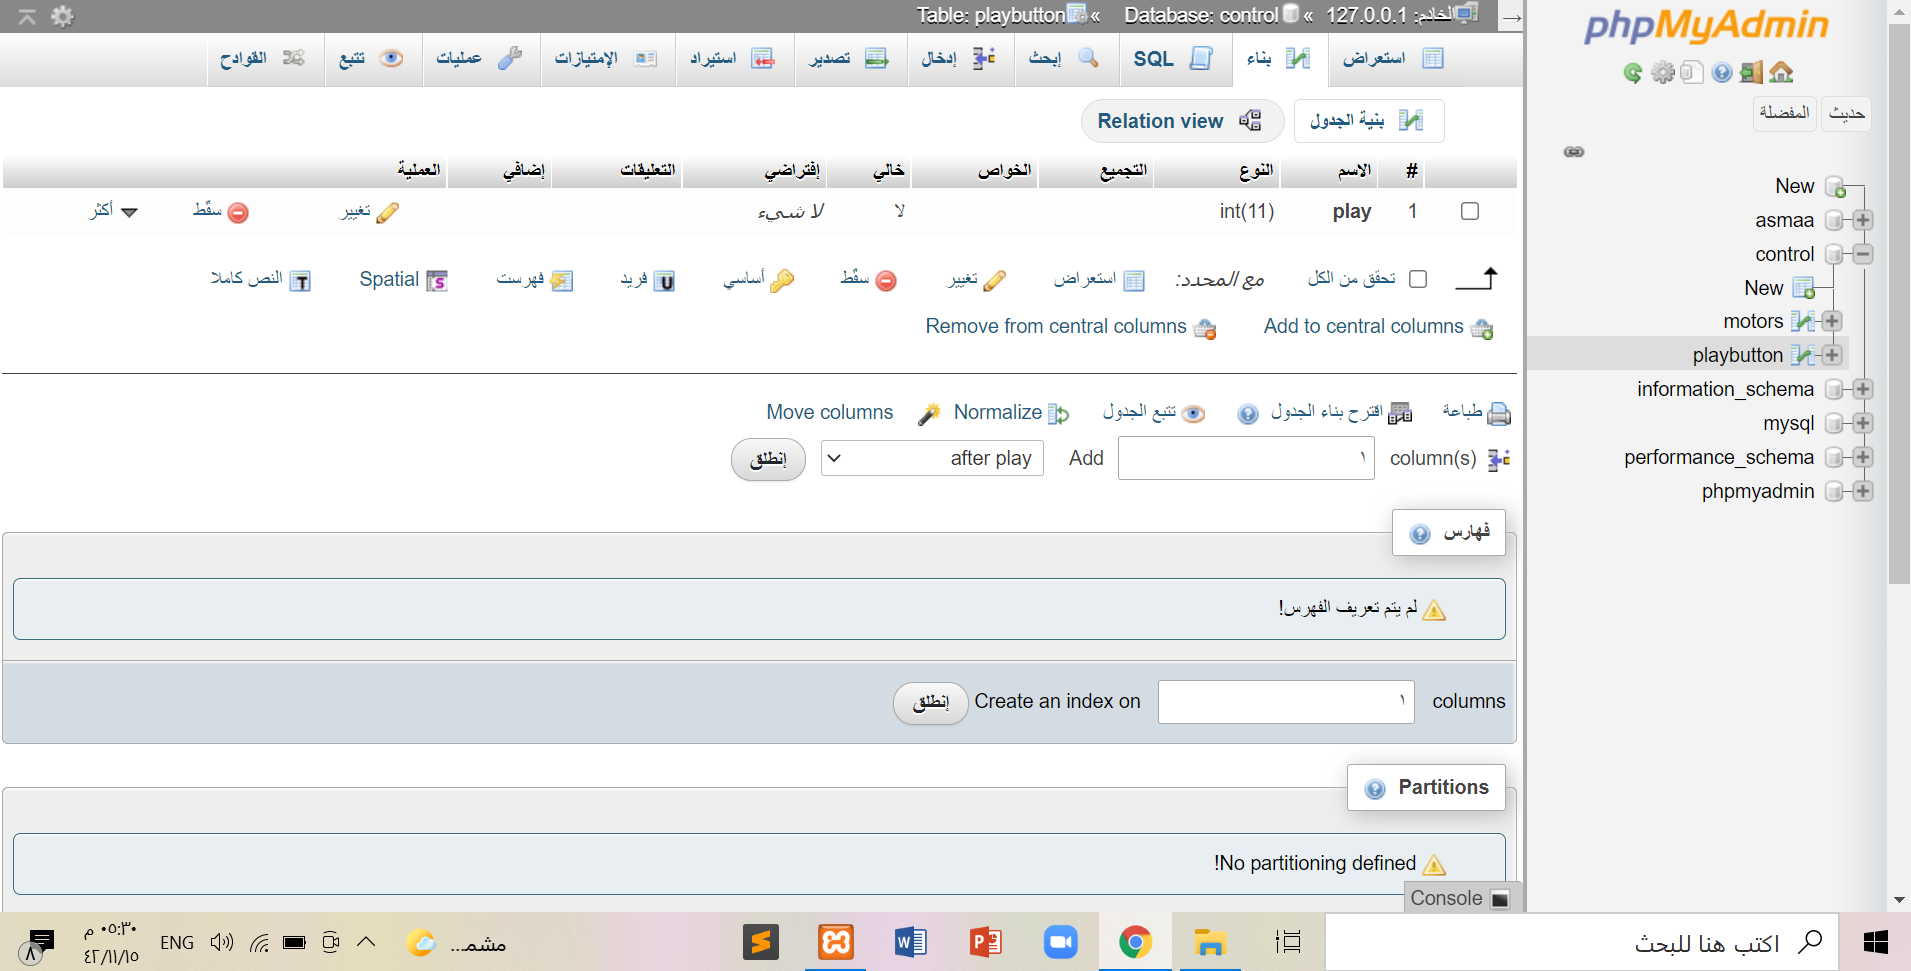 الخادم: 127.0.0.1 » Database: control » Table: playbutton
استعراض بناء SQL إبحث إدخال تصدير استيراد الإمتيازات عمليات تتبع القوادح
بنية الجدول Relation view
# الاسم النوع التجميع الخواص خالي إفتراضي التعليقات إضافي العملية
1 play int(11) لا لا شيء تغيير سقّط أكثر
تحقق من الكل مع المحدد: استعراض تغيير سقّط أساسي فريد فهرست Spatial النص كاملا
Add to central columns Remove from central columns
طباعة اقترح بناء الجدول تتبع الجدول Normalize Move columns
column(s) ١ Add after play إنطلق
فهارس
لم يتم تعريف الفهرس!
columns ١ Create an index on إنطلق
Partitions
No partitioning defined!
Console
phpMyAdmin
حديث المفضلة
New
asmaa
control
New
motors
playbutton
information_schema
mysql
performance_schema
phpmyadmin
اكتب هنا للبحث
مشمـ...
ENG
٠٥:٣٠ م
٤٢/١١/١٥
٨